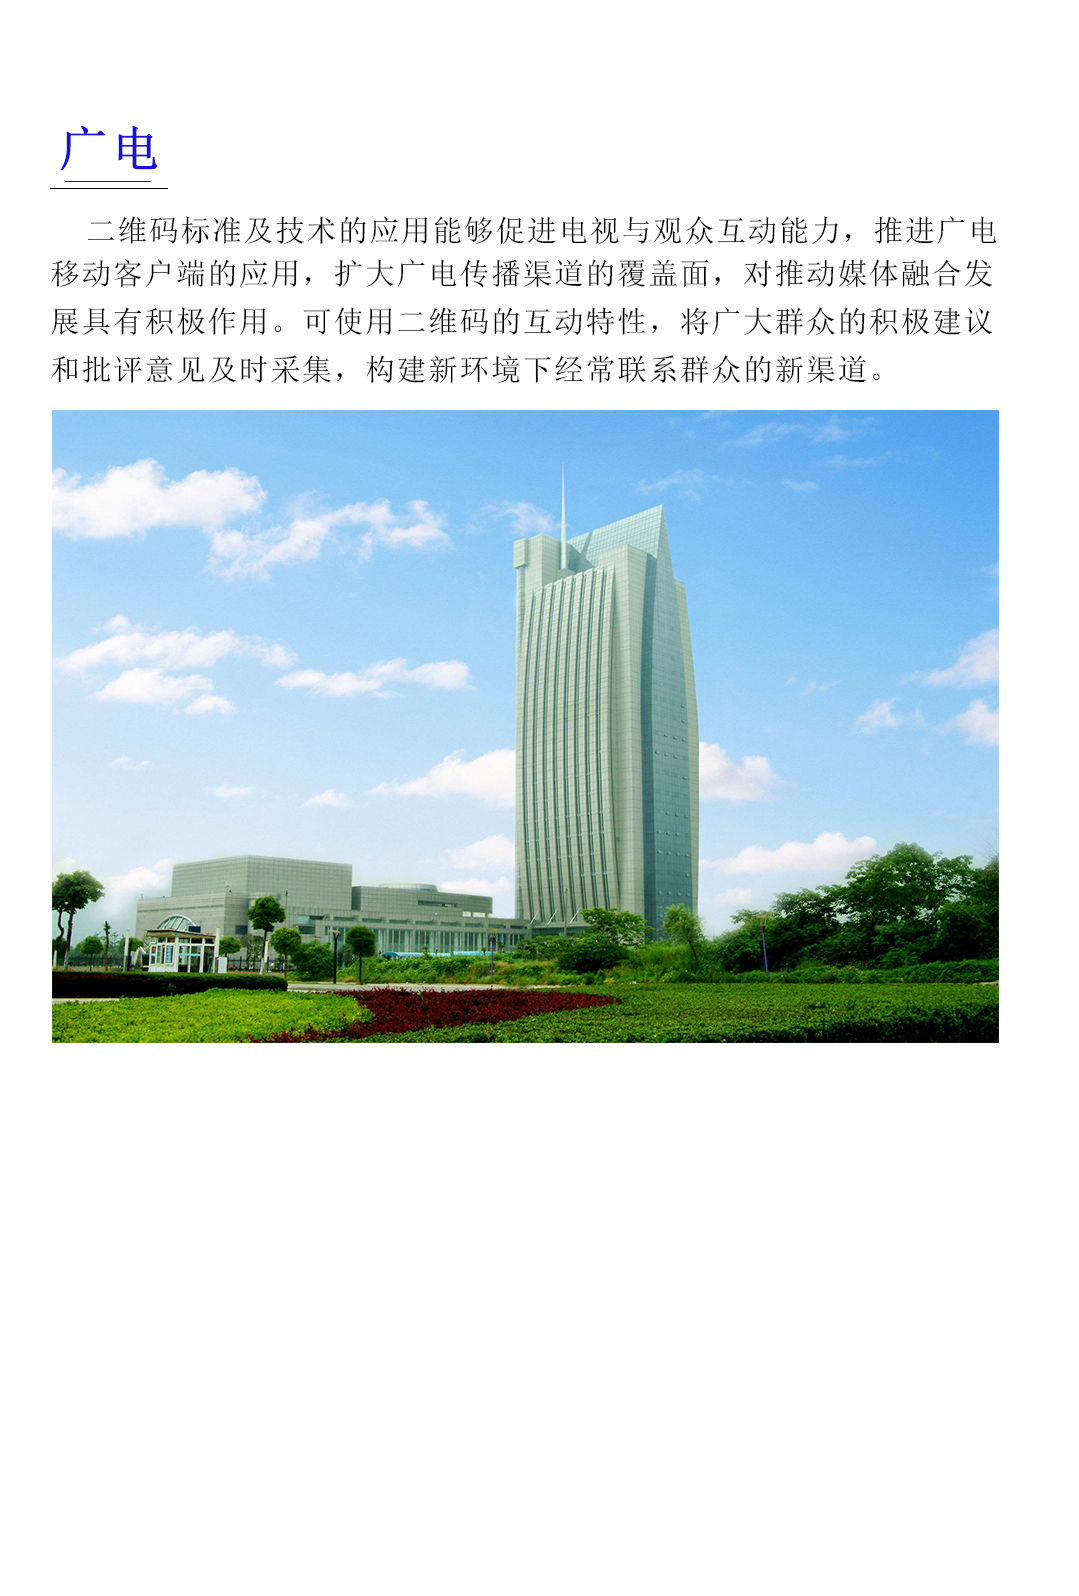 广电
二维码标准及技术的应用能够促进电视与观众互动能力，推进广电
移动客户端的应用，扩大广电传播渠道的覆盖面，对推动媒体融合发
展具有积极作用。可使用二维码的互动特性，将广大群众的积极建议
和批评意见及时采集，构建新环境下经常联系群众的新渠道。